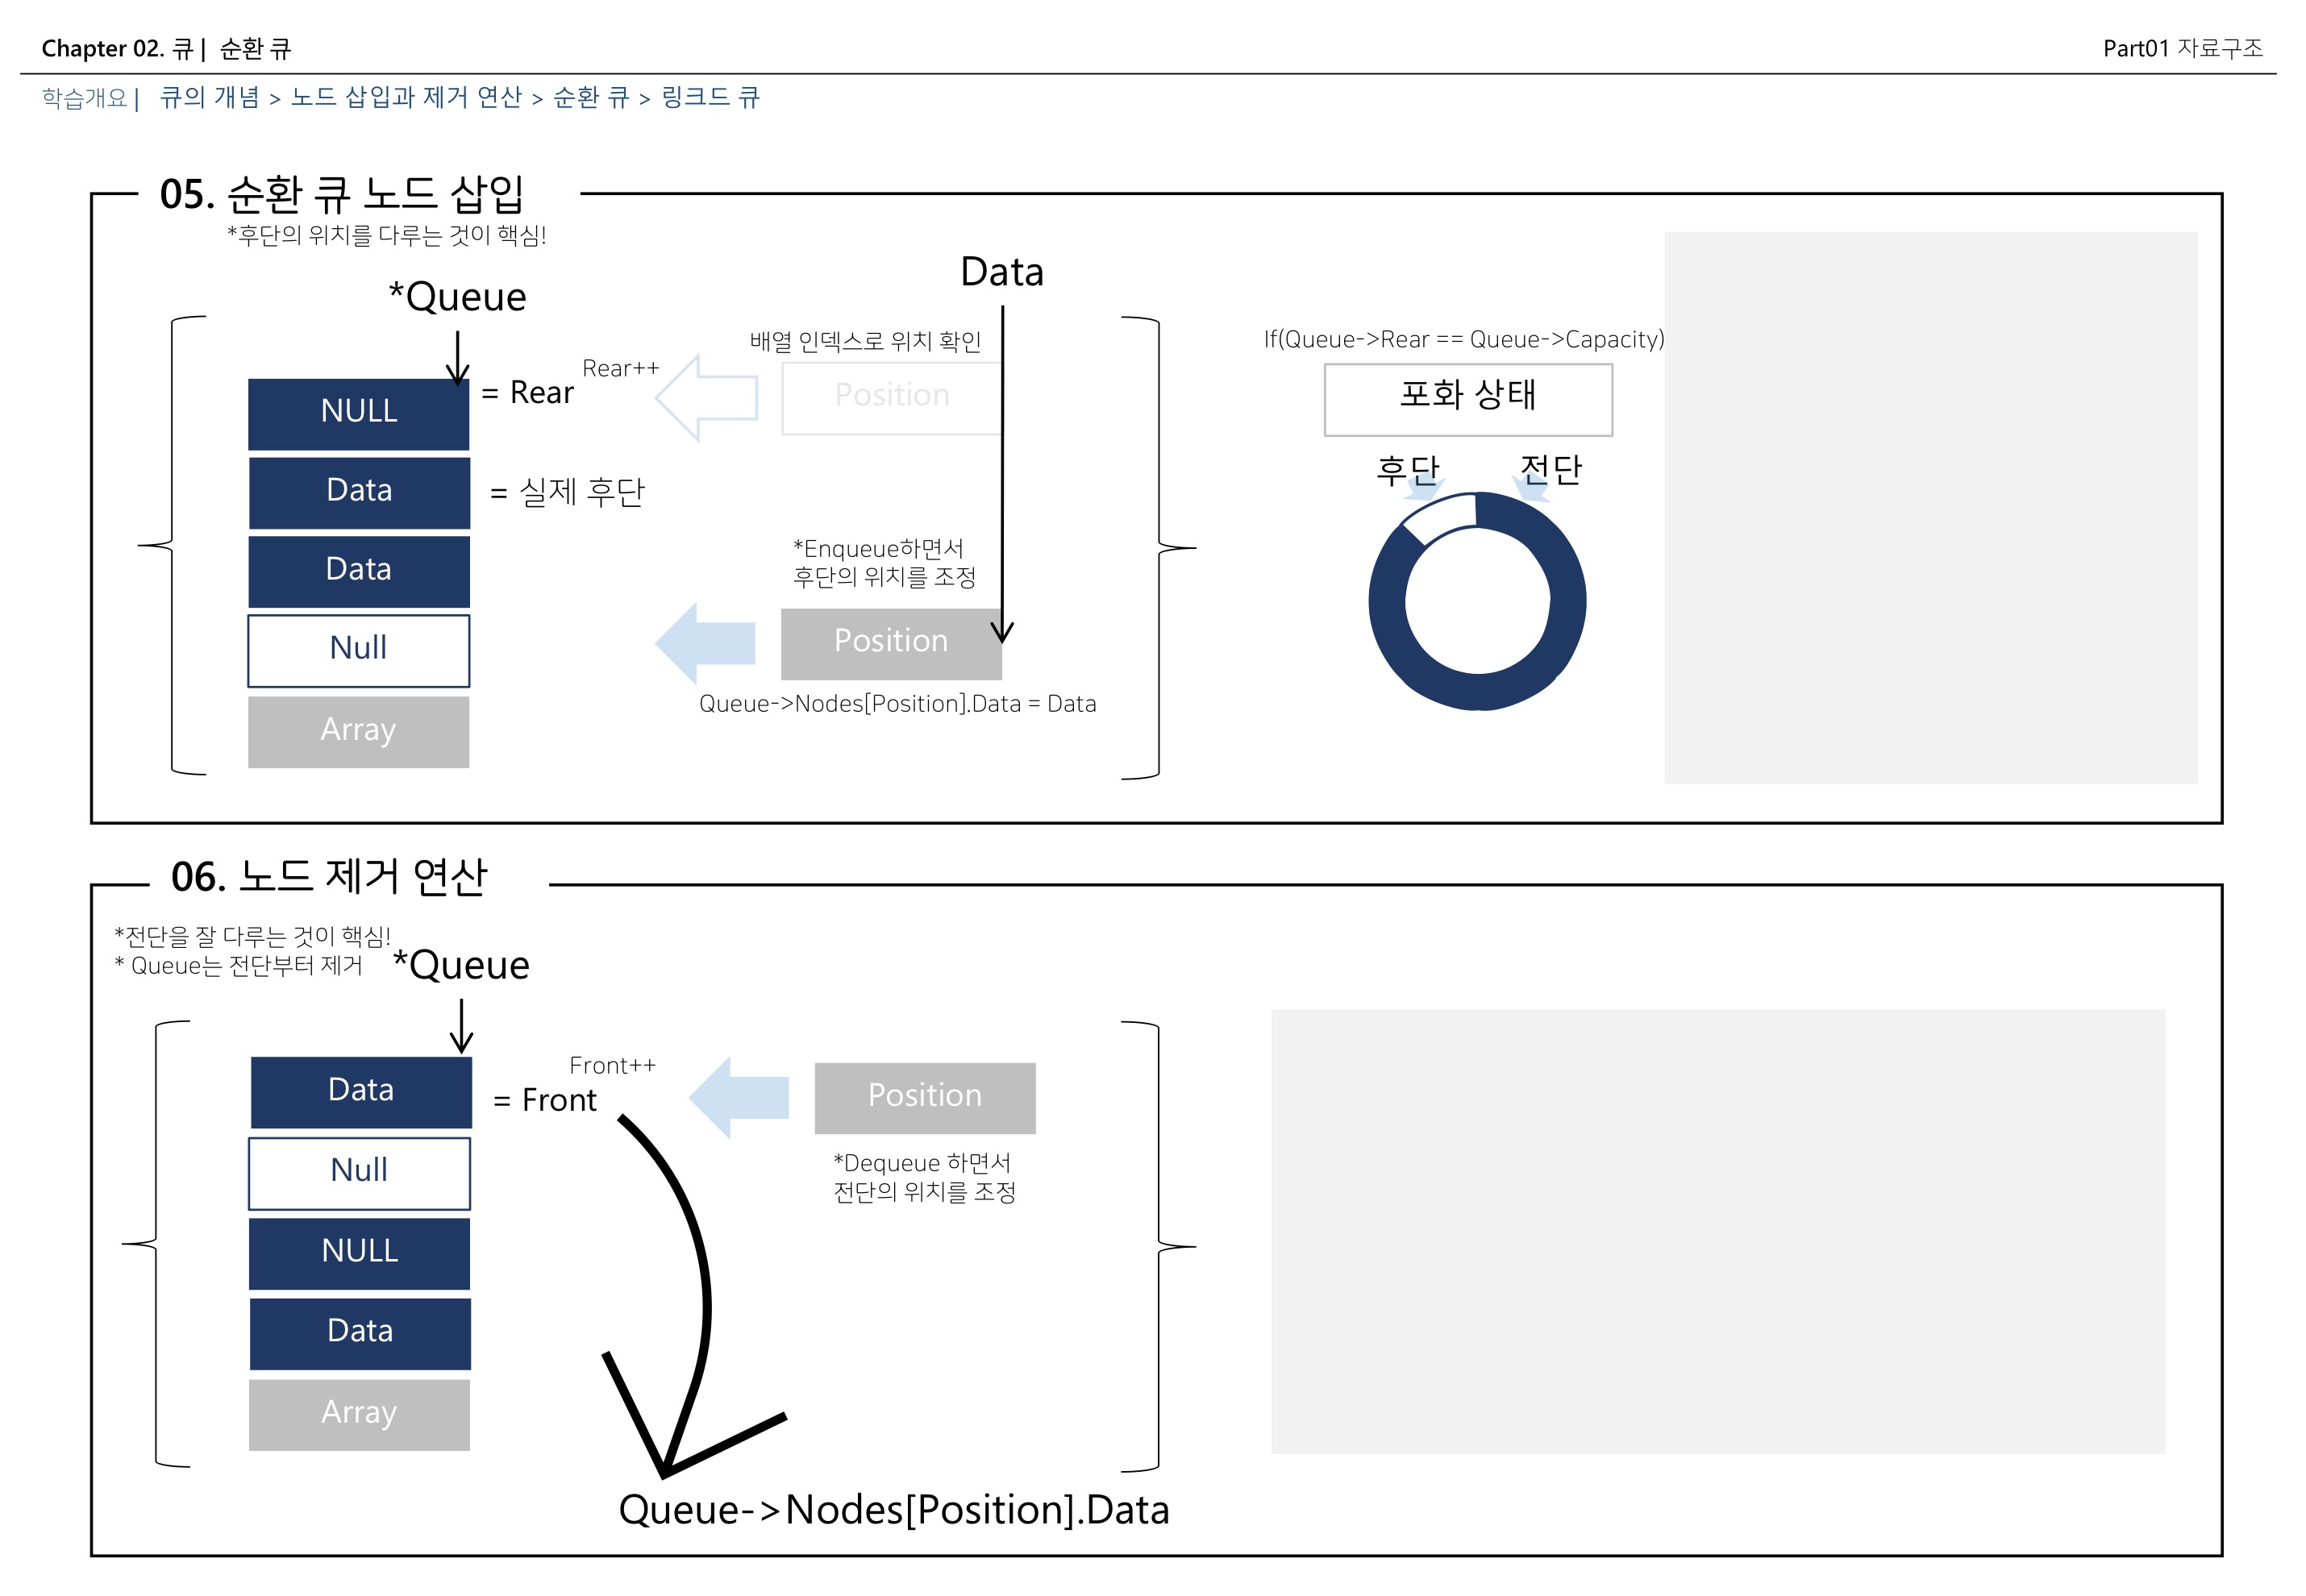 Chapter 02. 큐 | 순환 큐
Part01 자료구조
학습개요 | 큐의 개념 > 노드 삽입과 제거 연산 > 순환 큐 > 링크드 큐
05. 순환 큐 노드 삽입
*후단의 위치를 다루는 것이 핵심!
*Queue
Data
배열 인덱스로 위치 확인
If(Queue->Rear == Queue->Capacity)
Rear++
NULL
= Rear
Position
포화 상태
Data
= 실제 후단
후단
전단
Data
*Enqueue하면서
후단의 위치를 조정
Null
Position
Queue->Nodes[Position].Data = Data
Array
06. 노드 제거 연산
*전단을 잘 다루는 것이 핵심!
* Queue는 전단부터 제거
*Queue
Front++
Data
= Front
Position
*Dequeue 하면서
전단의 위치를 조정
Null
NULL
Data
Array
Queue->Nodes[Position].Data